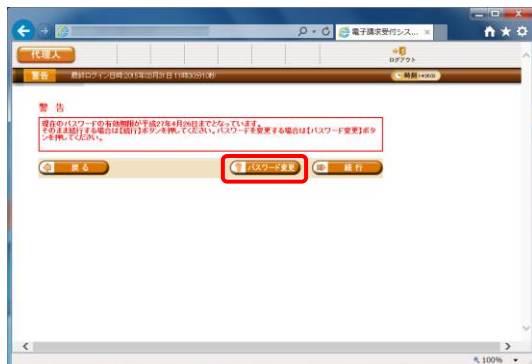 電子請求受付シス...
代理人
ログアウト
警告 最終ログイン日時:2015年03月31日 11時30分10秒
時刻
警 告
現在のパスワードの有効期限が平成27年4月26日までとなっています。
そのまま続行する場合は【続行】ボタンを押してください。パスワードを変更する場合は【パスワード変更】ボタ
ンを押してください。
戻る パスワード変更 続 行
100%